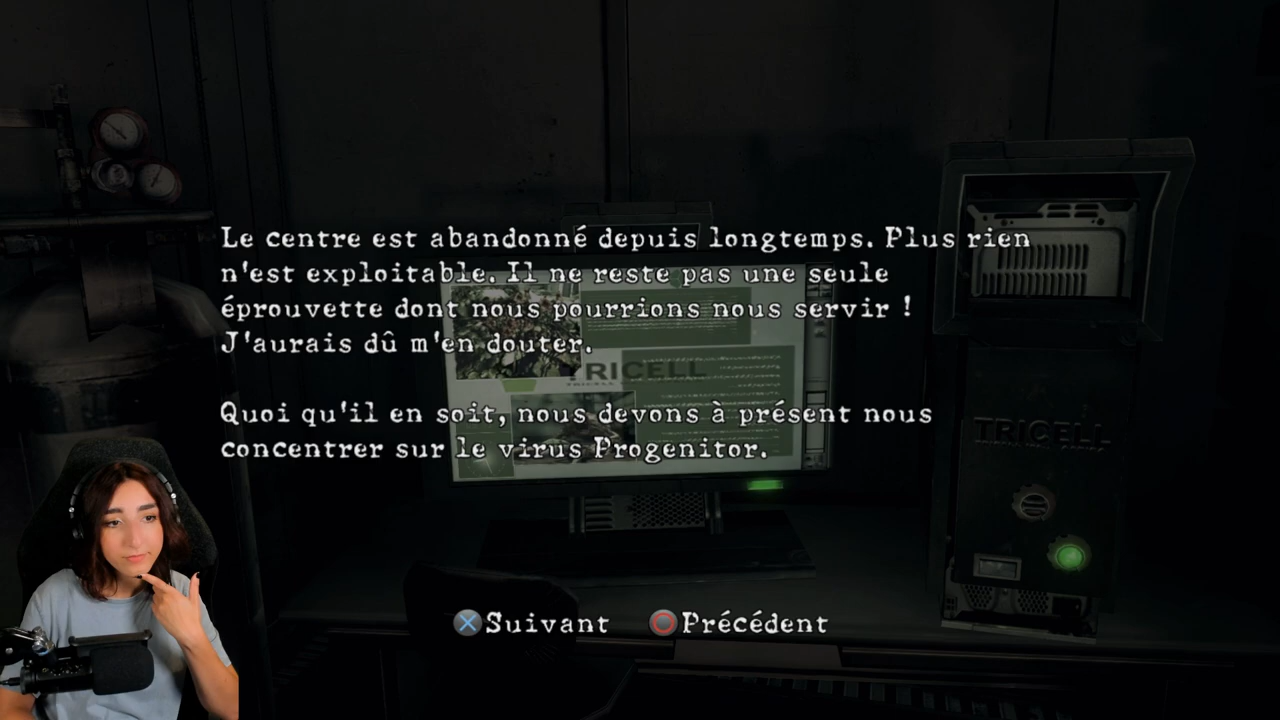 Le centre est abandonné depuis longtemps. Plus rien
n'est exploitable. Il ne reste pas une seule
éprouvette dont nous pourrions nous servir !
J'aurais dû m'en douter.
Quoi qu'il en soit, nous devons à présent nous
concentrer sur le virus Progenitor.
TRICELL
TRICELL
Suivant Précédent